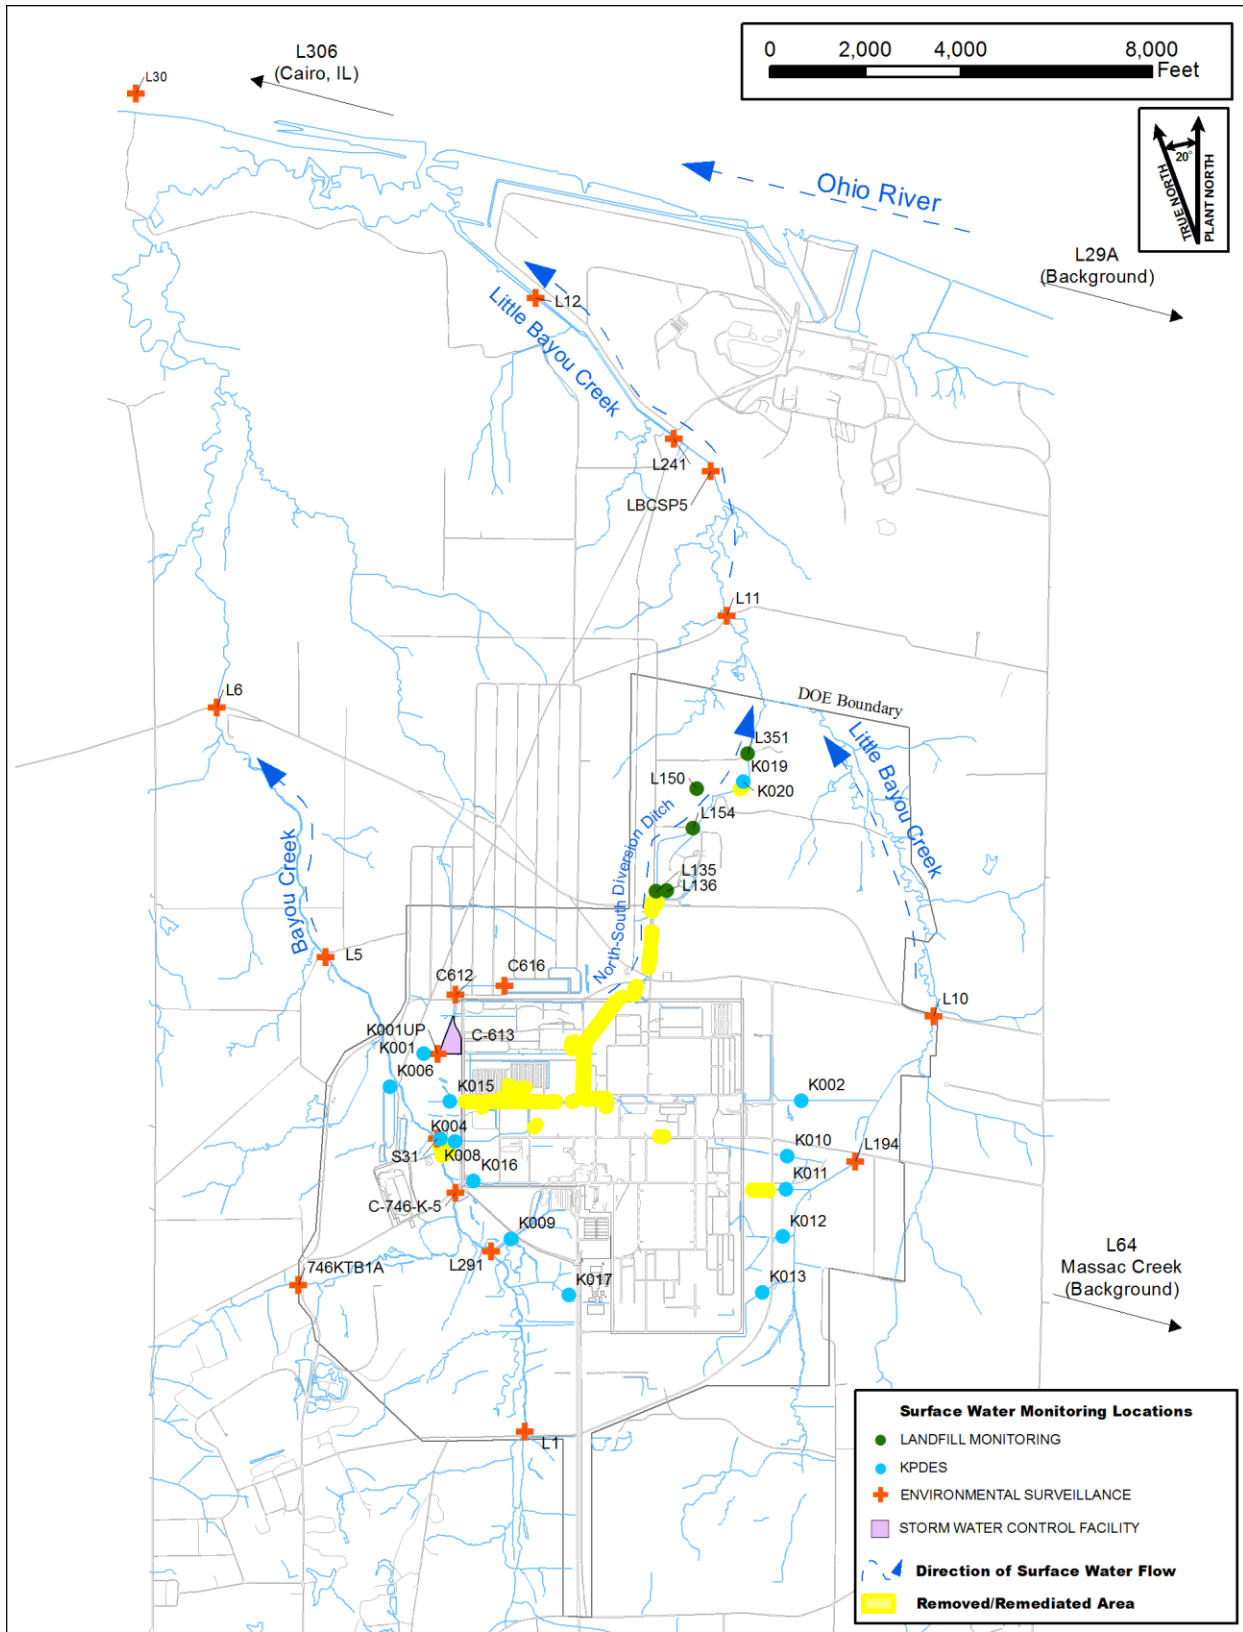 L306
(Cairo, IL)
L30
0
2,000
4,000
8,000
Feet
20°
TRUE NORTH
PLANT NORTH
Ohio River
L29A
(Background)
L12
Little Bayou Creek
L241
LBCSP5
L11
L6
DOE Boundary
L351
K019
L150
K020
Little Bayou Creek
L154
North-South Diversion Ditch
L135
L136
Bayou Creek
L5
C616
C612
L10
K001UP
C-613
K001
K006
K015
K002
K004
S31
K008
K010
L194
K016
K011
C-746-K-5
K009
K012
L291
746KTB1A
K017
K013
L64
Massac Creek
(Background)
L1
Surface Water Monitoring Locations
LANDFILL MONITORING
KPDES
ENVIRONMENTAL SURVEILLANCE
STORM WATER CONTROL FACILITY
Direction of Surface Water Flow
Removed/Remediated Area